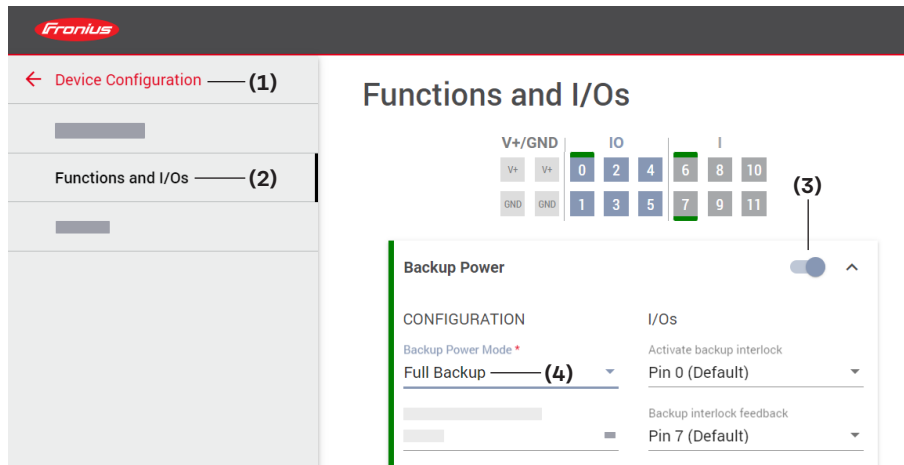 Fronius
Device Configuration (1)
Functions and I/Os (2)
Functions and I/Os
V+/GND IO I
V+ V+ 0 2 4 6 8 10
GND GND 1 3 5 7 9 11
(3)
Backup Power
CONFIGURATION
Backup Power Mode *
Full Backup (4)
I/Os
Activate backup interlock
Pin 0 (Default)
Backup interlock feedback
Pin 7 (Default)